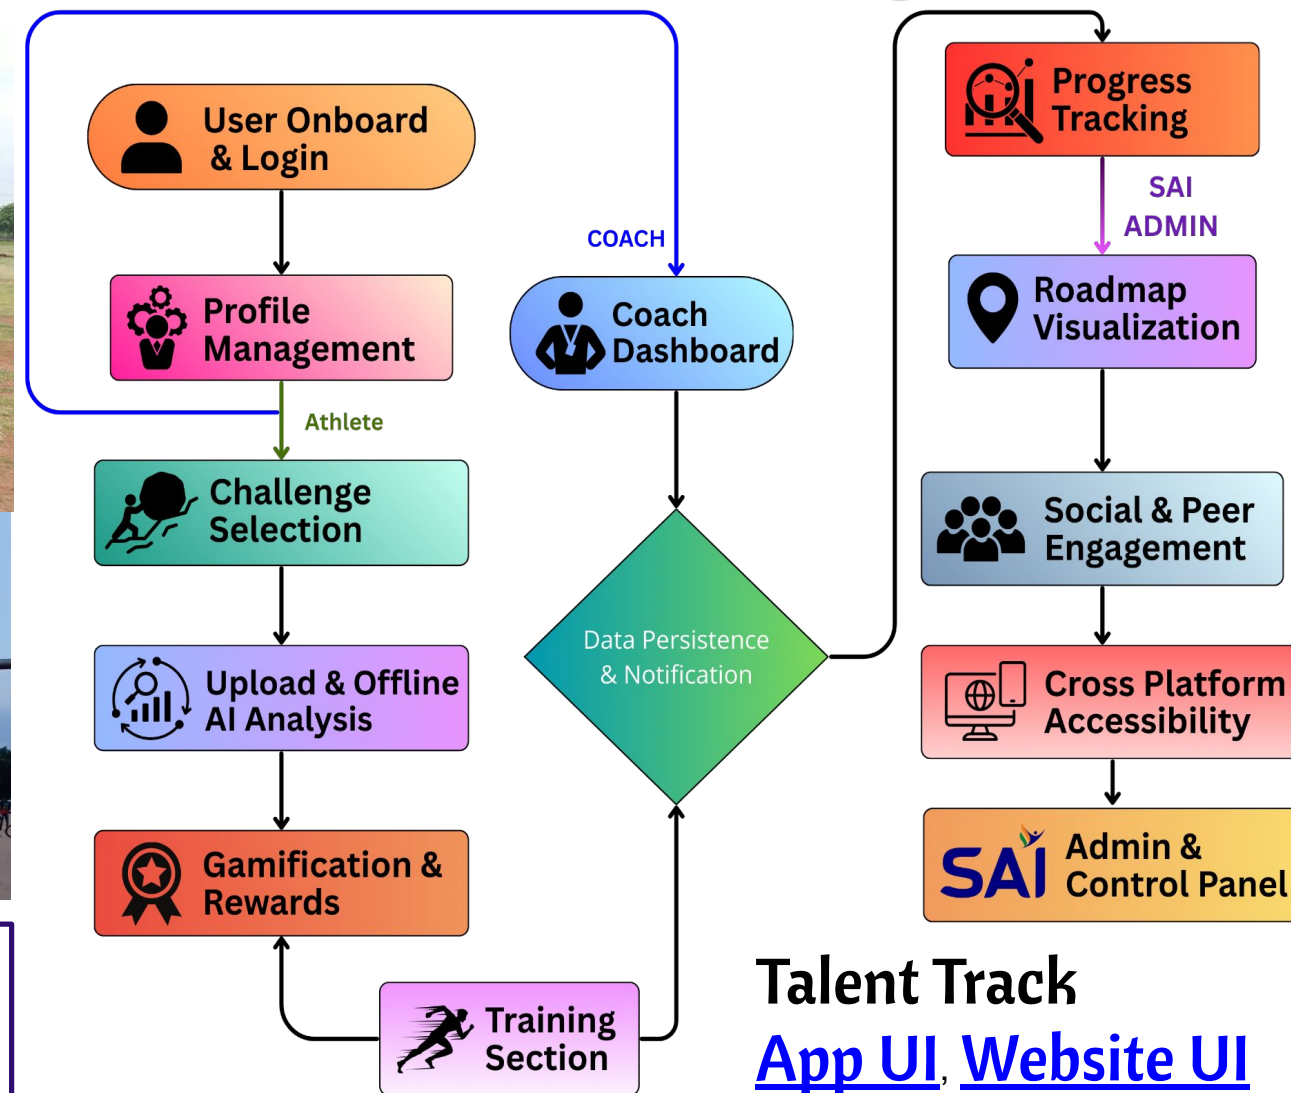 User Onboard
& Login
Profile
Management
Athlete
Challenge
Selection
Upload & Offline
AI Analysis
Gamification &
Rewards
Training
Section
COACH
Coach
Dashboard
Data Persistence
& Notification
Progress
Tracking
SAI
ADMIN
Roadmap
Visualization
Social & Peer
Engagement
Cross Platform
Accessibility
SAI
Admin &
Control Panel
Talent Track
App UI, Website UI